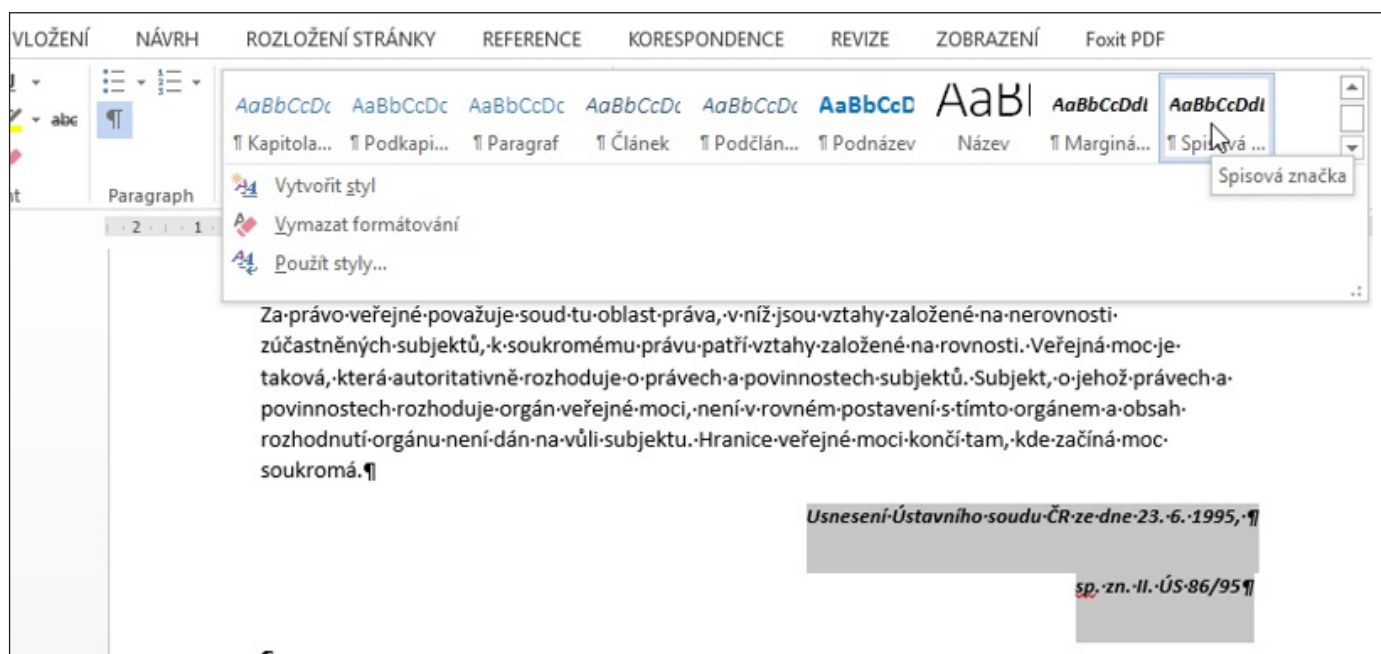 VLOŽENÍ NÁVRH ROZLOŽENÍ STRÁNKY REFERENCE KORESPONDENCE REVIZE ZOBRAZENÍ Foxit PDF
abc ¶
AaBbCcDc AaBbCcDc AaBbCcDc AaBbCcDc AaBbCcDc AaBbCcD AaB AaBbCcDdI AaBbCcDdI
¶ Kapitola... ¶ Podkapi... ¶ Paragraf ¶ Článek ¶ Podčlán... ¶ Podnázev Název ¶ Marginá... ¶ Spisová ...
Spisová značka
Vytvořit styl
Paragraph
Vymazat formátování
2 1
Použít styly...
Za·právo·veřejné·považuje·soud·tu·oblast·práva,·v·níž·jsou·vztahy·založené·na·nerovnosti·
zúčastněných·subjektů,·k·soukromému·právu·patří·vztahy·založené·na·rovnosti.·Veřejná·moc·je·
taková,·která·autoritativně·rozhoduje·o·právech·a·povinnostech·subjektů.·Subjekt,·o·jehož·právech·a·
povinnostech·rozhoduje·orgán·veřejné·moci,·není·v·rovném·postavení·s·tímto·orgánem·a·obsah·
rozhodnutí·orgánu·není·dán·na·vůli·subjektu.·Hranice·veřejné·moci·končí·tam,·kde·začíná·moc·
soukromá.¶
Usnesení·Ústavního·soudu·ČR·ze·dne·23.·6.·1995,·¶
sp.·zn.·II.·ÚS·86/95¶